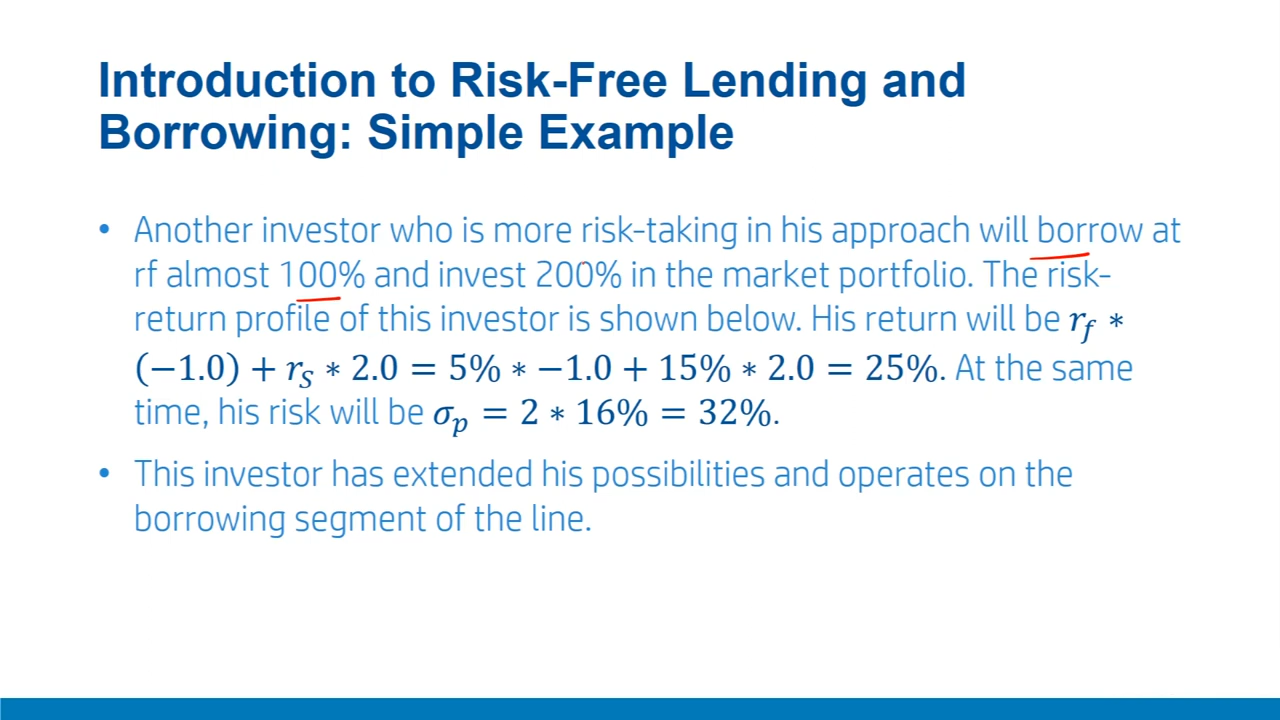 Introduction to Risk-Free Lending and
Borrowing: Simple Example
• Another investor who is more risk-taking in his approach will borrow at
rf almost 100% and invest 200% in the market portfolio. The risk-
return profile of this investor is shown below. His return will be r_f ∗
(−1.0) + r_S ∗ 2.0 = 5% ∗ −1.0 + 15% ∗ 2.0 = 25%. At the same
time, his risk will be σ_p = 2 ∗ 16% = 32%.
• This investor has extended his possibilities and operates on the
borrowing segment of the line.